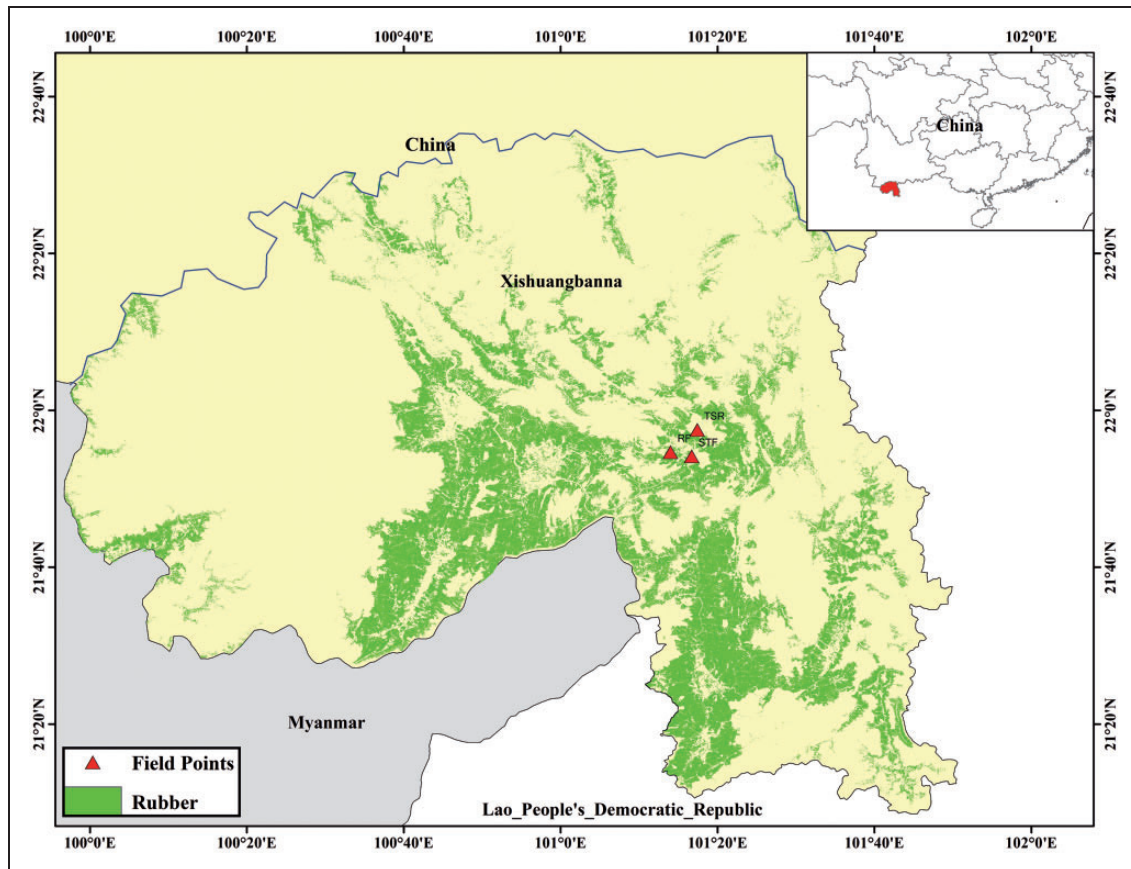 100°0'E 100°20'E 100°40'E 101°0'E 101°20'E 101°40'E 102°0'E
22°40'N 22°40'N
China
China
22°20'N 22°20'N
Xishuangbanna
22°0'N 22°0'N
TSR
RP STF
21°40'N 21°40'N
Myanmar
21°20'N 21°20'N
Field Points
Rubber
Lao_People's_Democratic_Republic
100°0'E 100°20'E 100°40'E 101°0'E 101°20'E 101°40'E 102°0'E